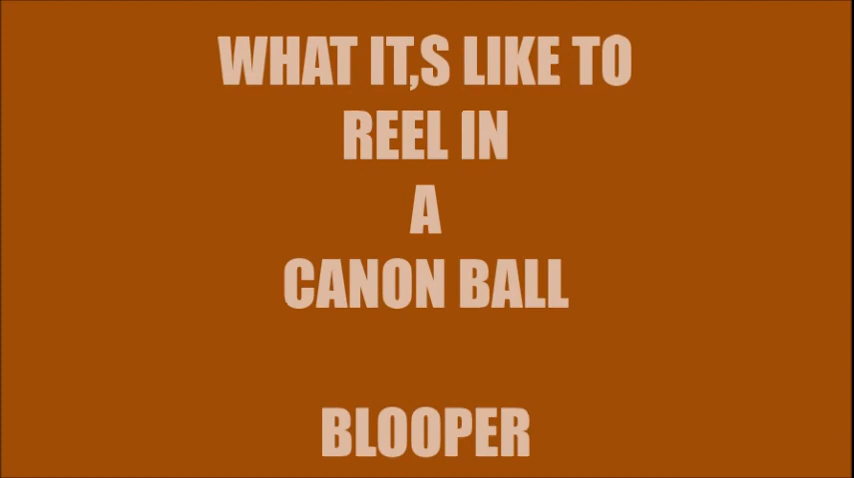 WHAT IT,S LIKE TO
REEL IN
A
CANON BALL
BLOOPER